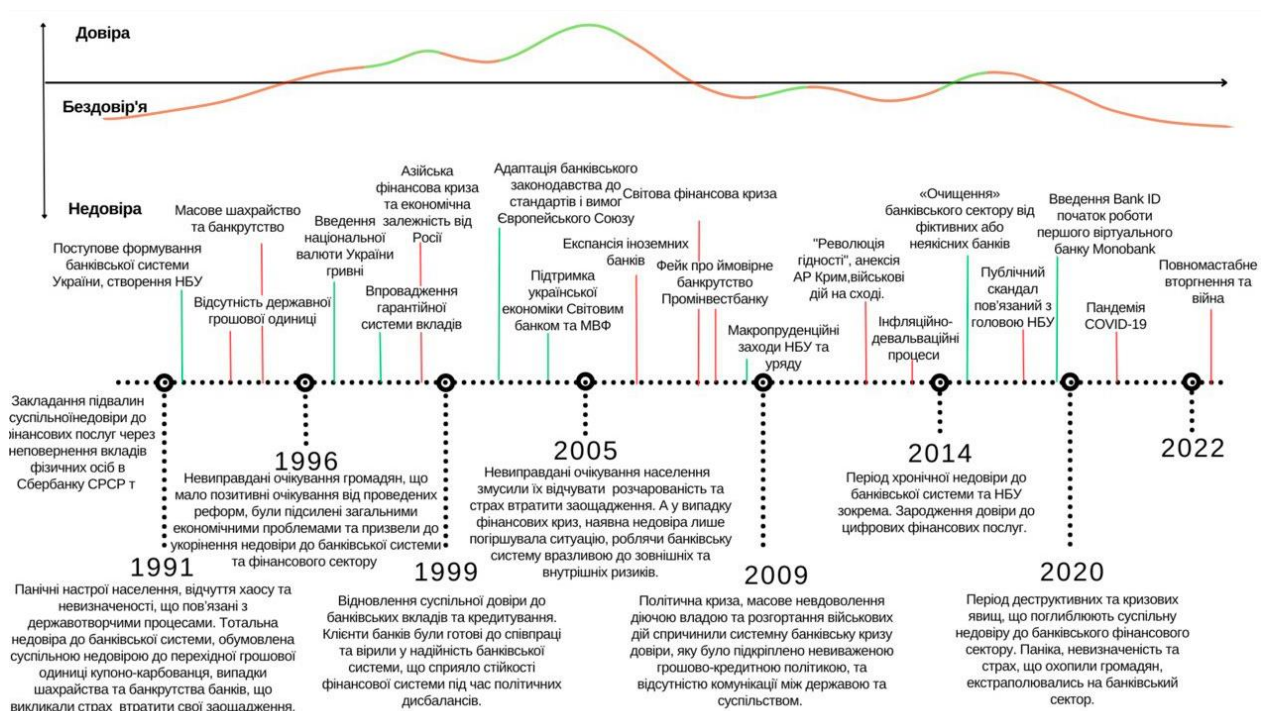 Довіра
Бездовір'я
Недовіра
Поступове формування
банківської системи
України, створення НБУ
Масове шахрайство
та банкрутство
Відсутність державної
грошової одиниці
Введення
національної
валюти України
гривні
Азійська
фінансова криза
та економічна
залежність від
Росії
Впровадження
гарантійної
системи вкладів
Адаптація банківського
законодавства до
стандартів і вимог
Європейського Союзу
Підтримка
української
економіки Світовим
банком та МВФ
Експансія іноземних
банків
Світова фінансова криза
Фейк про ймовірне
банкрутство
Промінвестбанку
Макропруденційні
заходи НБУ та
уряду
"Революція
гідності", анексія
АР Крим,військові
дій на сході.
Інфляційно-
девальваційні
процеси
«Очищення»
банківського сектору від
фіктивних або
неякісних банків
Публічний
скандал
пов'язаний з
головою НБУ
Введення Bank ID
початок роботи
першого віртуального
банку Monobank
Пандемія
COVID-19
Повномастабне
вторгнення та
війна
Закладання підвалин
суспільноїнедовіри до
інансових послуг через
неповернення вкладів
фізичних осіб в
Сбербанку СРСР т
1991
Панічні настрої населення, відчуття хаосу та
невизначеності, що пов'язані з
державотворчими процесами. Тотальна
недовіра до банківської системи, обумовлена
суспільною недовірою до перехідної грошової
одиниці купоно-карбованця, випадки
шахрайства та банкрутства банків, що
викликали страх втратити свої заощадження.
1996
Невиправдані очікування громадян, що
мало позитивні очікування від проведених
реформ, були підсилені загальними
економічними проблемами та призвели до
укорінення недовіри до банківської системи
та фінансового сектору
1999
Відновлення суспільної довіри до
банківських вкладів та кредитування.
Клієнти банків були готові до співпраці
та вірили у надійність банківської
системи, що сприяло стійкості
фінансової системи під час політичних
дисбалансів.
2005
Невиправдані очікування населення
змусили їх відчувати розчарованість та
страх втратити заощадження. А у випадку
фінансових криз, наявна недовіра лише
погіршувала ситуацію, роблячи банківську
систему вразливою до зовнішніх та
внутрішніх ризиків.
2009
Політична криза, масове невдоволення
діючою владою та розгортання військових
дій спричинили системну банківську кризу
довіри, яку було підкріплено невиваженою
грошово-кредитною політикою, та
відсутністю комунікації між державою та
суспільством.
2014
Період хронічної недовіри до
банківської системи та НБУ
зокрема. Зародження довіри до
цифрових фінансових послуг.
2020
Період деструктивних та кризових
явищ, що поглиблюють суспільну
недовіру до банківського фінансового
сектору. Паніка, невизначеність та
страх, що охопили громадян,
екстраполювались на банківський
сектор.
2022